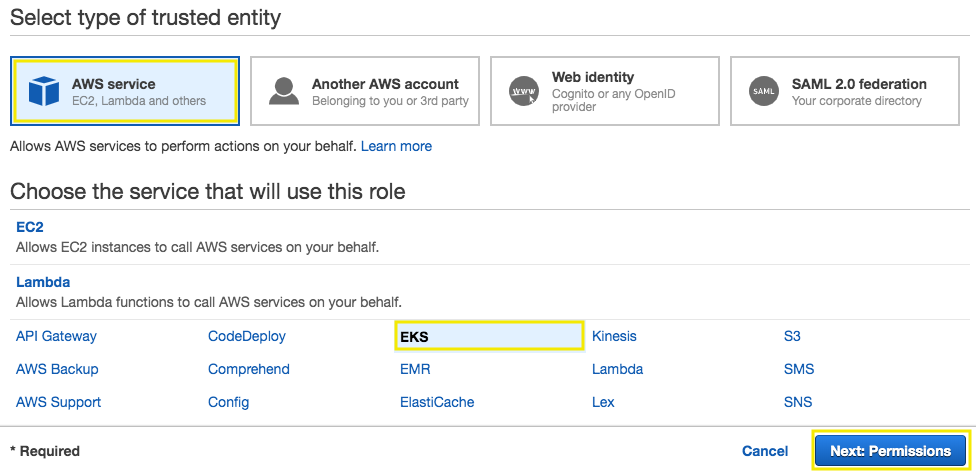 Select type of trusted entity
AWS service
EC2, Lambda and others
Another AWS account
Belonging to you or 3rd party
www
Web identity
Cognito or any OpenID
provider
SAML
SAML 2.0 federation
Your corporate directory
Allows AWS services to perform actions on your behalf. Learn more
Choose the service that will use this role
EC2
Allows EC2 instances to call AWS services on your behalf.
Lambda
Allows Lambda functions to call AWS services on your behalf.
API Gateway CodeDeploy EKS Kinesis S3
AWS Backup Comprehend EMR Lambda SMS
AWS Support Config ElastiCache Lex SNS
* Required Cancel Next: Permissions